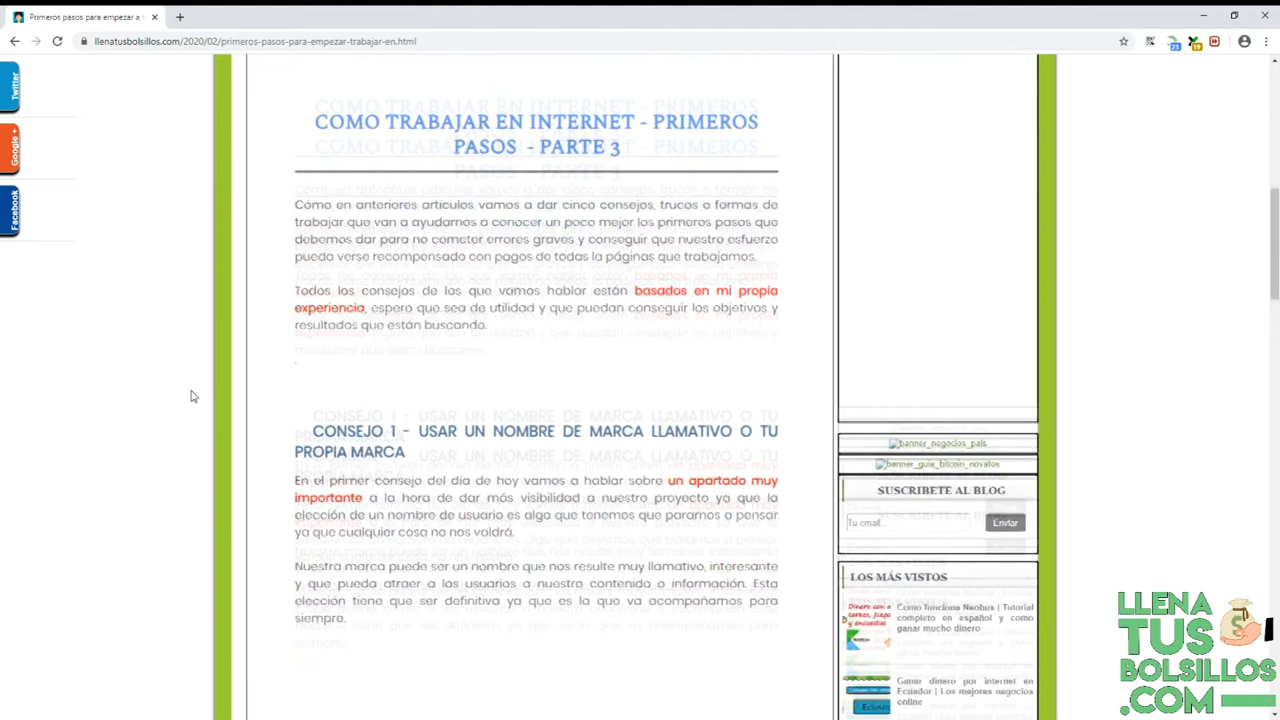 Primeros pasos para empezar a
llenatusbolsillos.com/2020/02/primeros-pasos-para-empezar-trabajar-en.html
Twitter
Google +
Facebook
COMO TRABAJAR EN INTERNET - PRIMEROS
PASOS - PARTE 3
Cómo en anteriores artículos vamos a dar cinco consejos, trucos o formas de
trabajar que van a ayudarnos a conocer un poco mejor los primeros pasos que
debemos dar para no cometer errores graves y conseguir que nuestro esfuerzo
pueda verse recompensado con pagos de todas la páginas que trabajamos.
Todos los consejos de los que vamos hablar están basados en mi propia
experiencia, espero que sea de utilidad y que puedan conseguir los objetivos y
resultados que están buscando.
CONSEJO 1 - USAR UN NOMBRE DE MARCA LLAMATIVO O TU
PROPIA MARCA
En el primer consejo del día de hoy vamos a hablar sobre un apartado muy
importante a la hora de dar más visibilidad a nuestro proyecto ya que la
elección de un nombre de usuario es algo que tenemos que pararnos a pensar
ya que cualquier cosa no nos valdrá.
Nuestra marca puede ser un nombre que nos resulte muy llamativo, interesante
y que pueda atraer a los usuarios a nuestro contenido o información. Esta
elección tiene que ser definitiva ya que es la que va acompañarnos para
siempre.
banner_negocios_pais
banner_guia_bitcoin_novatos
SUSCRIBETE AL BLOG
Tu email...
Enviar
LOS MÁS VISTOS
Dinero con
tareas, juegos
y encuestas
Como funciona Neobux | Tutorial
completo en español y como
ganar mucho dinero
Gana dinero por internet en
Ecuador | Los mejores negocios
online
LLENA
TUS
BOLSILLOS
.COM